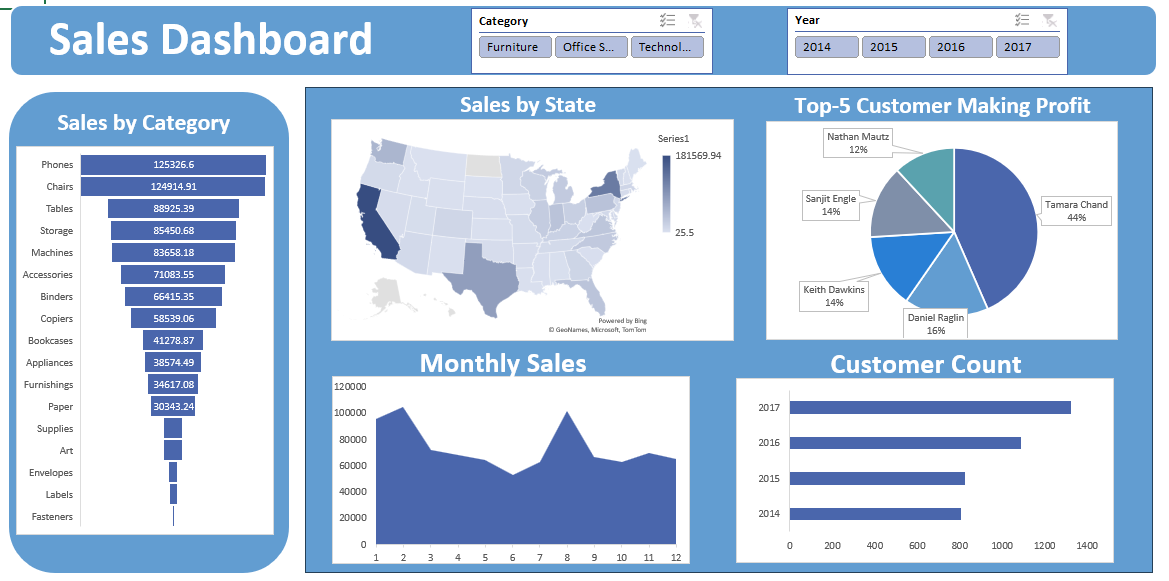 Sales Dashboard
Category
Furniture
Office S...
Technol...
Year
2014
2015
2016
2017
Sales by Category
Phones 125326.6
Chairs 124914.91
Tables 88925.39
Storage 85450.68
Machines 83658.18
Accessories 71083.55
Binders 66415.35
Copiers 58539.06
Bookcases 41278.87
Appliances 38574.49
Furnishings 34617.08
Paper 30343.24
Supplies
Art
Envelopes
Labels
Fasteners
Sales by State
Series1
181569.94
25.5
Powered by Bing
© GeoNames, Microsoft, TomTom
Top-5 Customer Making Profit
Nathan Mautz
12%
Sanjit Engle
14%
Keith Dawkins
14%
Daniel Raglin
16%
Tamara Chand
44%
Monthly Sales
120000
100000
80000
60000
40000
20000
0
1 2 3 4 5 6 7 8 9 10 11 12
Customer Count
2017
2016
2015
2014
0 200 400 600 800 1000 1200 1400